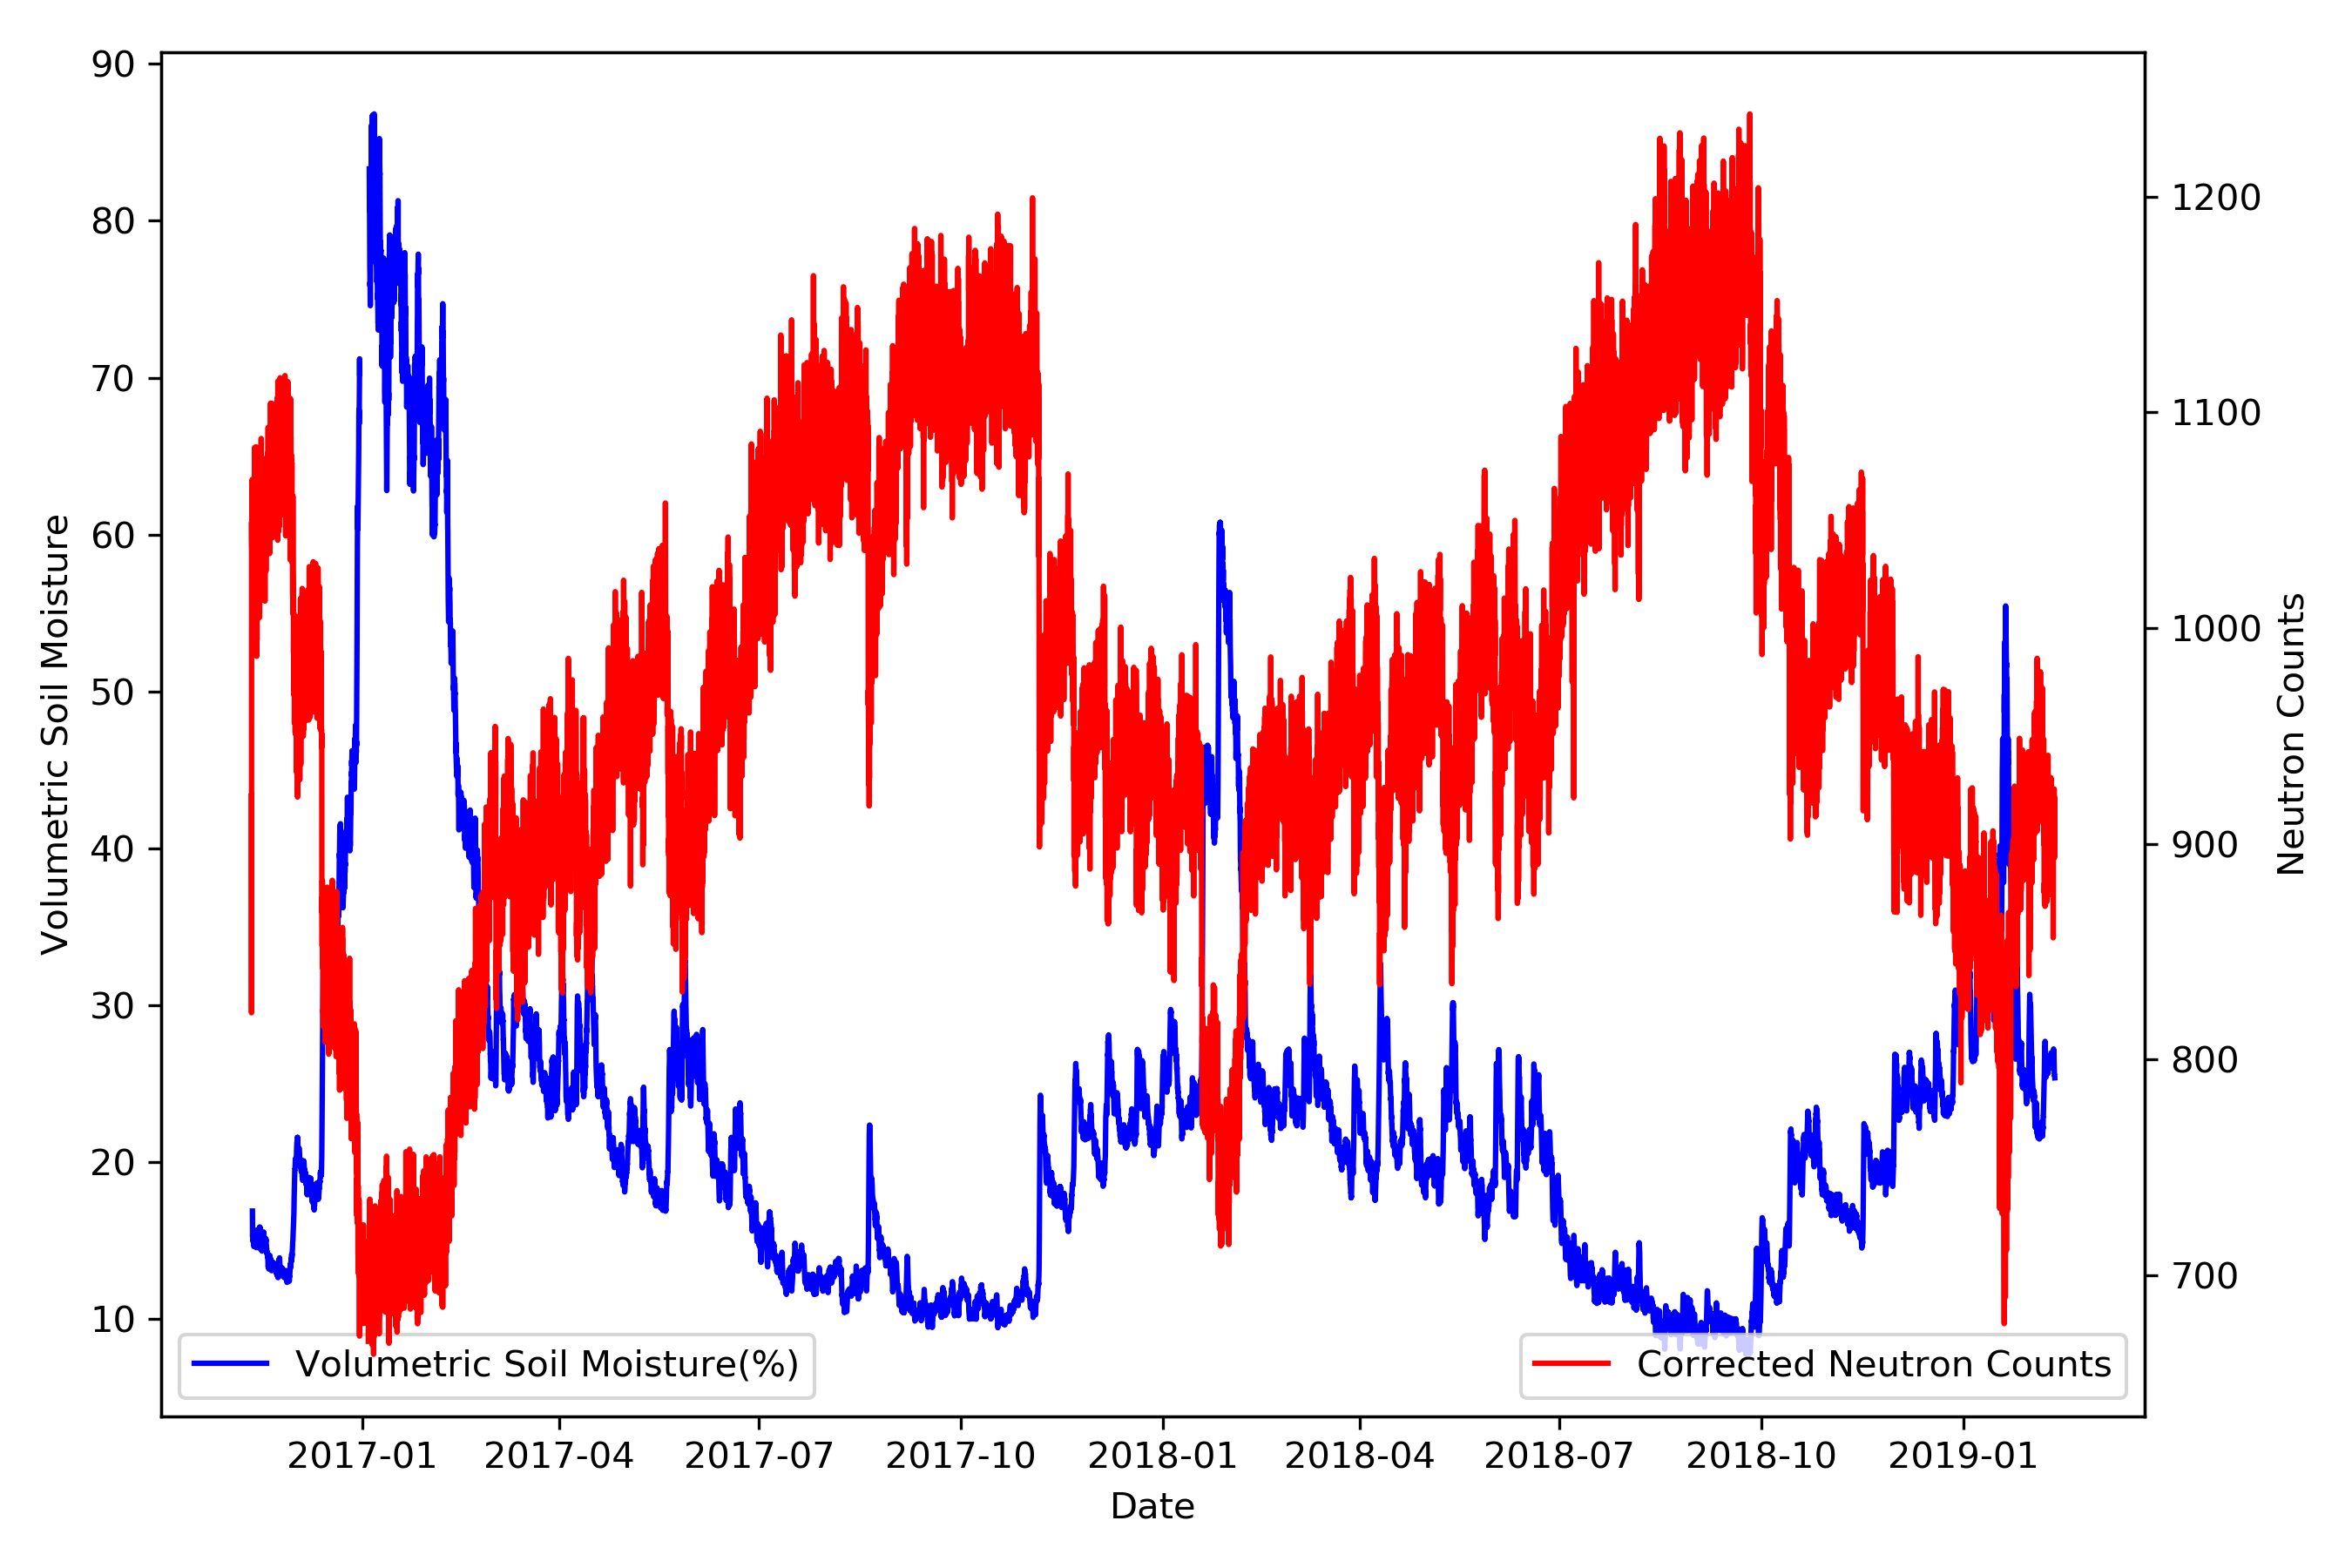 90
80
70
60
50
40
30
20
10
Volumetric Soil Moisture
1200
1100
1000
900
800
700
Neutron Counts
Volumetric Soil Moisture(%)
Corrected Neutron Counts
2017-01 2017-04 2017-07 2017-10 2018-01 2018-04 2018-07 2018-10 2019-01
Date